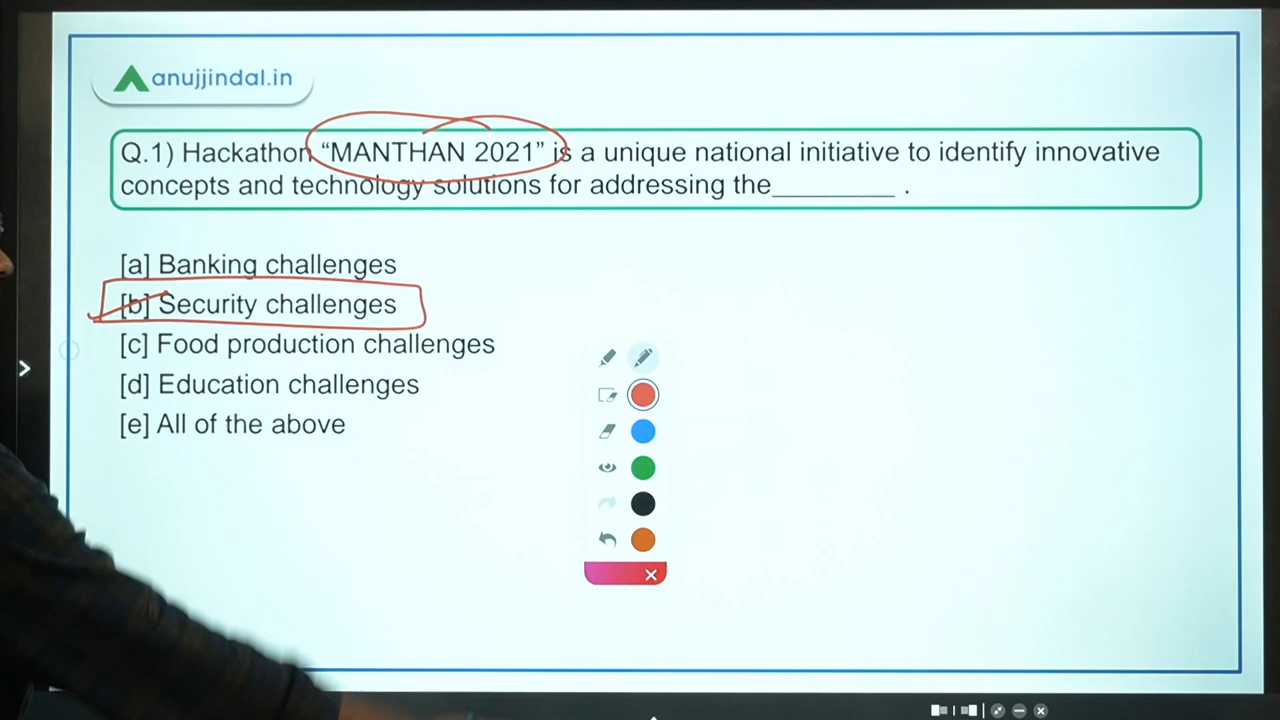 anujjindal.in
Q.1) Hackathon “MANTHAN 2021” is a unique national initiative to identify innovative
concepts and technology solutions for addressing the_________ .
[a] Banking challenges
[b] Security challenges
[c] Food production challenges
[d] Education challenges
[e] All of the above